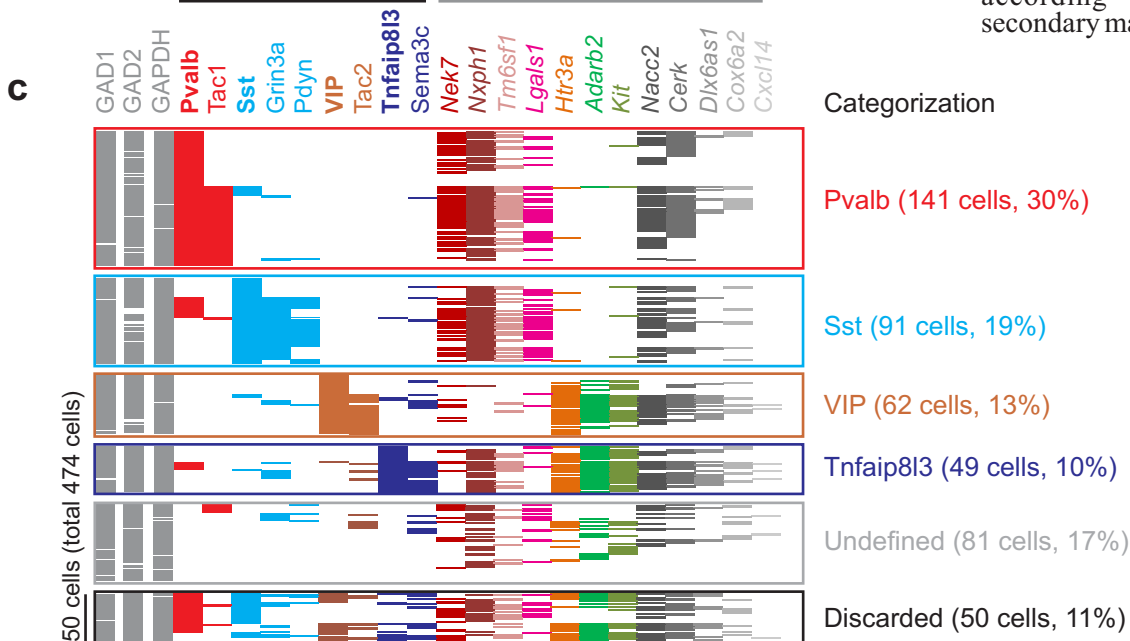 according
secondary ma
c
GAD1
GAD2
GAPDH
Pvalb
Tac1
Sst
Grin3a
Pdyn
VIP
Tac2
Tnfaip8l3
Sema3c
Nek7
Nxph1
Tm6sf1
Lgals1
Htr3a
Adarb2
Kit
Nacc2
Cerk
Dlx6as1
Cox6a2
Cxcl14
Categorization
Pvalb (141 cells, 30%)
Sst (91 cells, 19%)
VIP (62 cells, 13%)
Tnfaip8l3 (49 cells, 10%)
Undefined (81 cells, 17%)
Discarded (50 cells, 11%)
50 cells (total 474 cells)